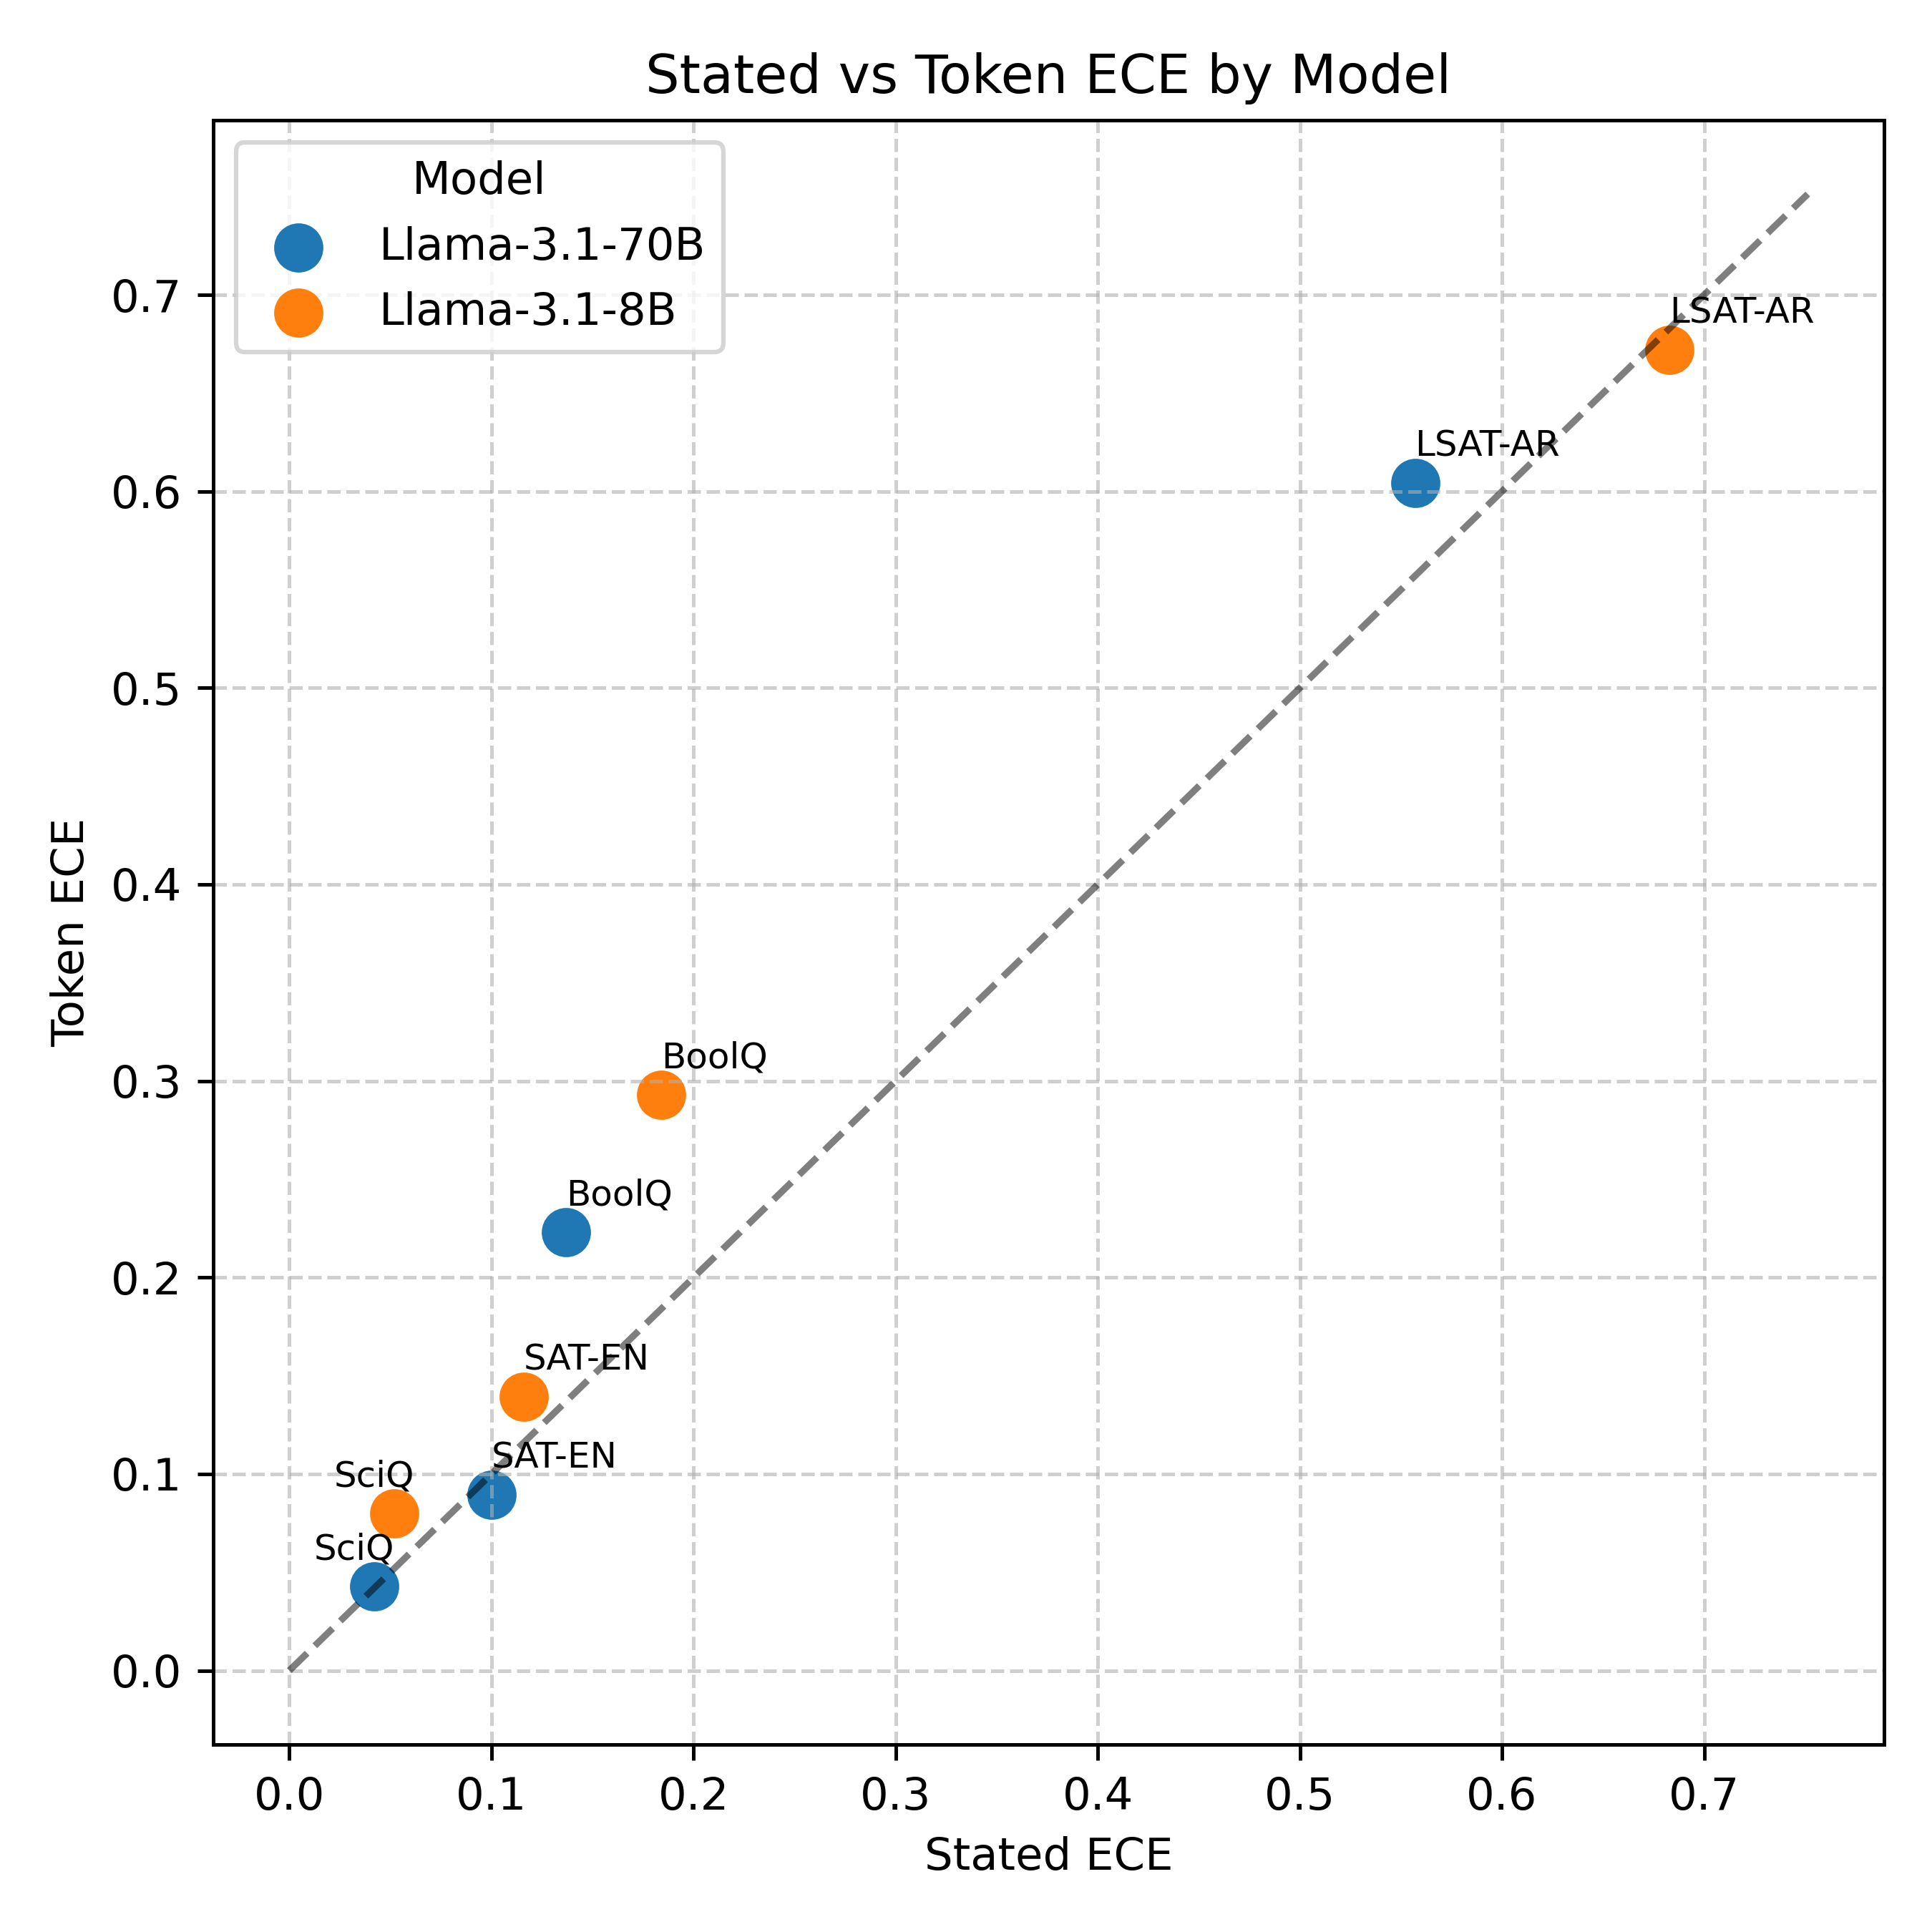 Stated vs Token ECE by Model
Model
Llama-3.1-70B
Llama-3.1-8B
LSAT-AR
LSAT-AR
BoolQ
BoolQ
SAT-EN
SAT-EN
SciQ
SciQ
Token ECE
0.7
0.6
0.5
0.4
0.3
0.2
0.1
0.0
0.0 0.1 0.2 0.3 0.4 0.5 0.6 0.7
Stated ECE